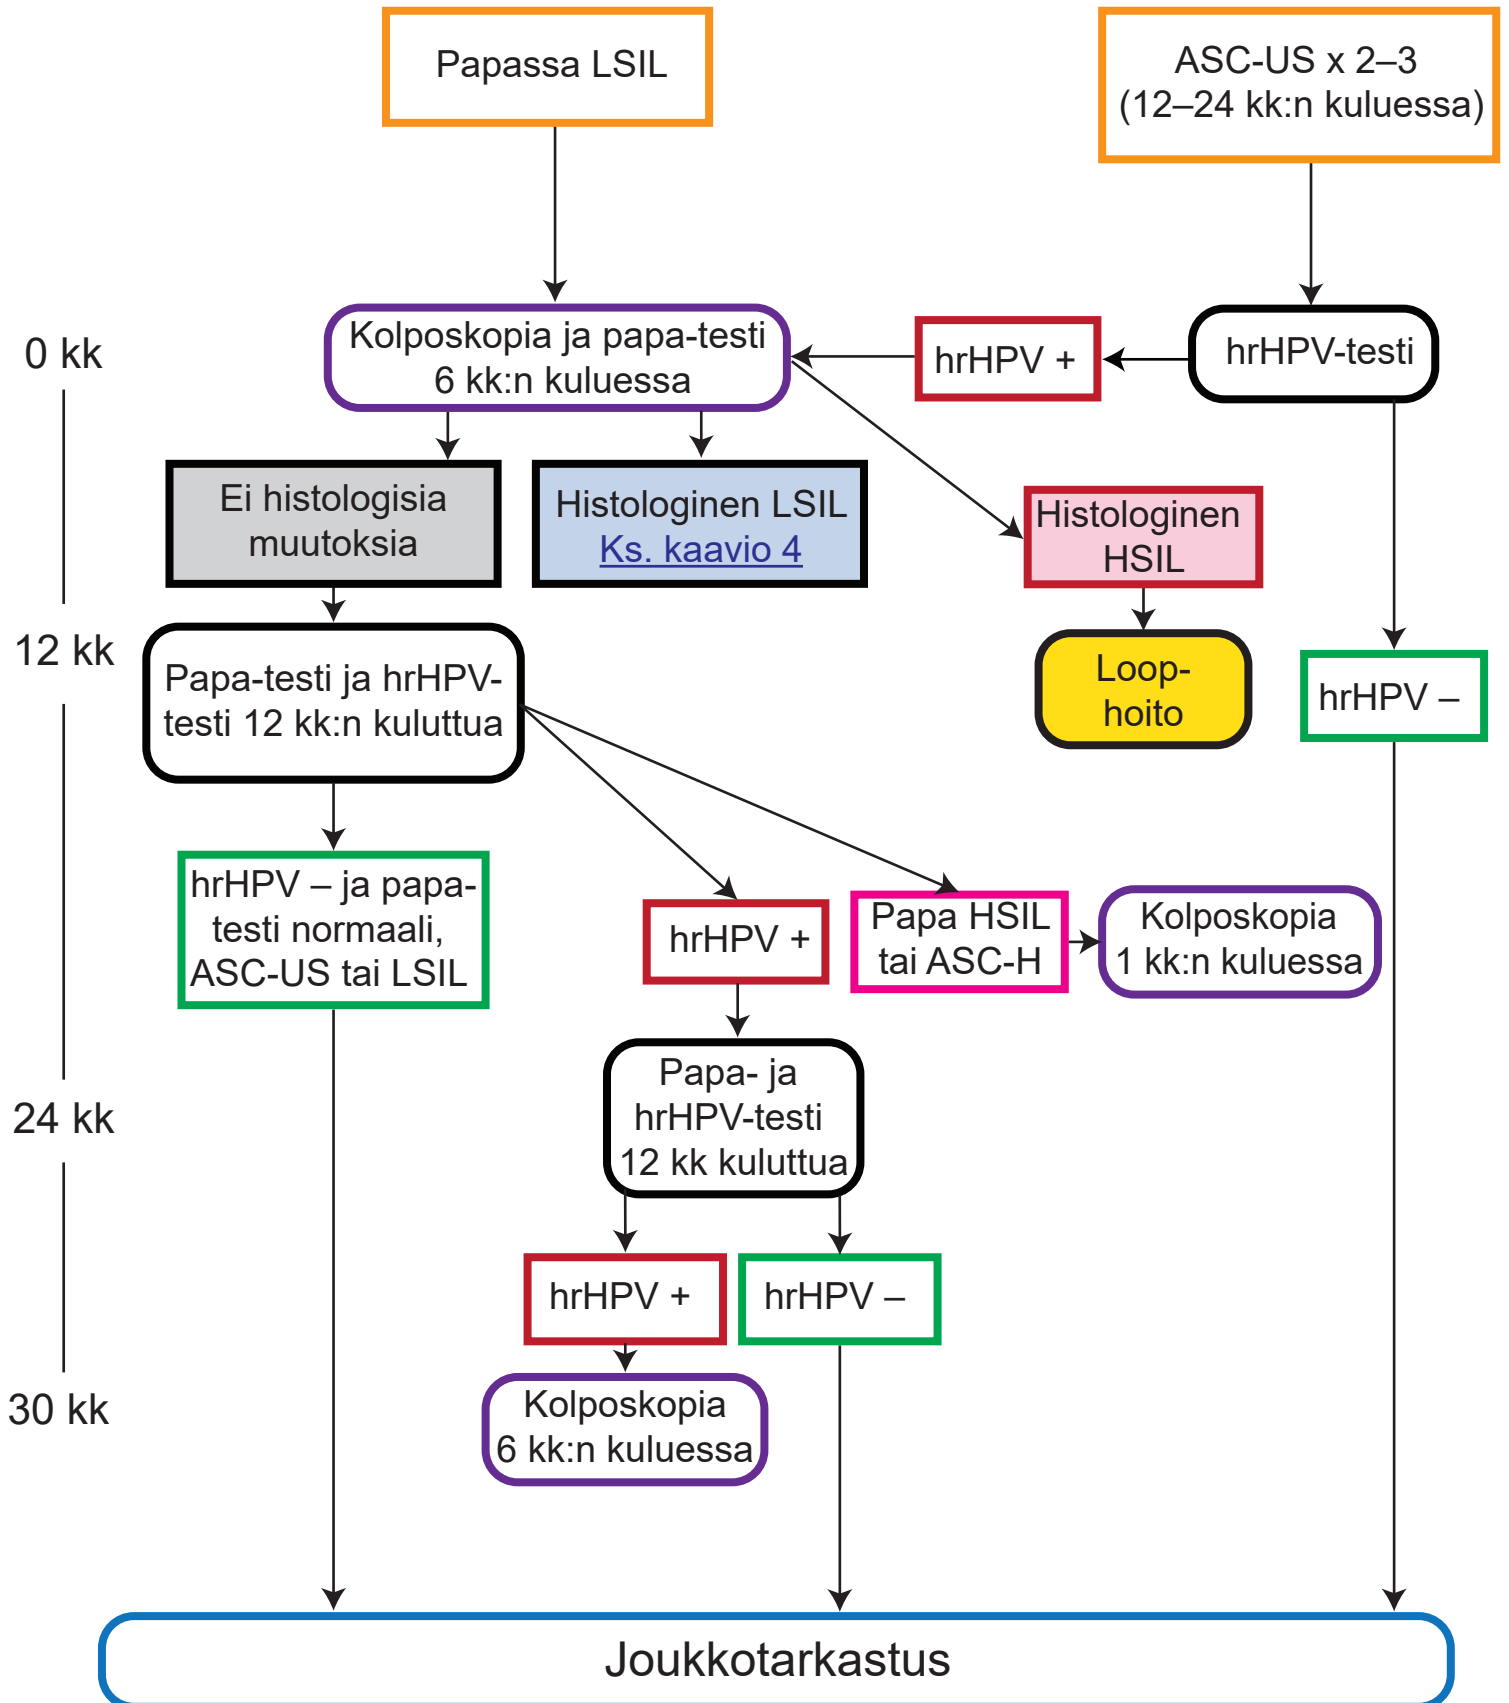 Papassa LSIL
ASC-US x 2–3
(12–24 kk:n kuluessa)
0 kk
Kolposkopia ja papa-testi
6 kk:n kuluessa
hrHPV +
hrHPV-testi
Ei histologisia
muutoksia
Histologinen LSIL
Ks. kaavio 4
Histologinen
HSIL
12 kk
Papa-testi ja hrHPV-
testi 12 kk:n kuluttua
Loop-
hoito
hrHPV –
hrHPV – ja papa-
testi normaali,
ASC-US tai LSIL
hrHPV +
Papa HSIL
tai ASC-H
Kolposkopia
1 kk:n kuluessa
24 kk
Papa- ja
hrHPV-testi
12 kk kuluttua
hrHPV +
hrHPV –
30 kk
Kolposkopia
6 kk:n kuluessa
Joukkotarkastus